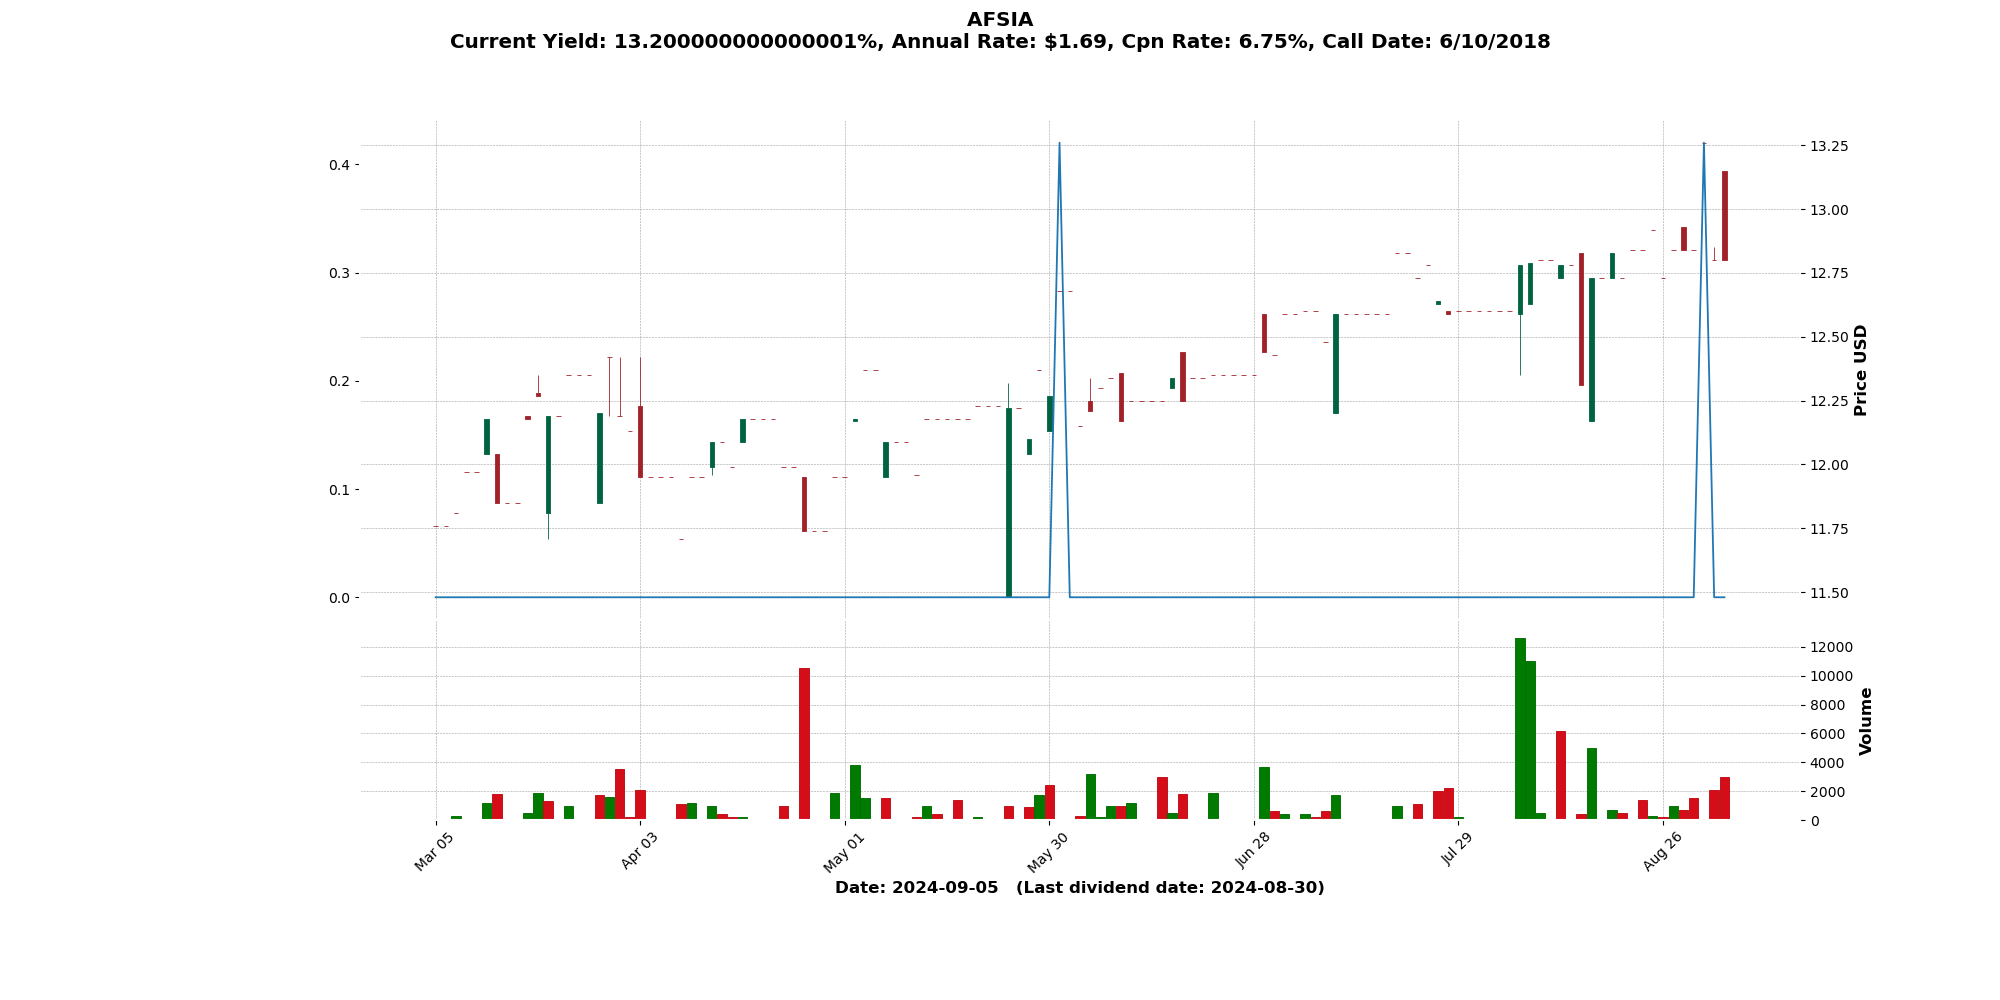 AFSIA
Current Yield: 13.200000000000001%, Annual Rate: $1.69, Cpn Rate: 6.75%, Call Date: 6/10/2018
0.4
0.3
0.2
0.1
0.0
13.25
13.00
12.75
12.50
12.25
12.00
11.75
11.50
Price USD
12000
10000
8000
6000
4000
2000
0
Volume
Mar 05
Apr 03
May 01
May 30
Jun 28
Jul 29
Aug 26
Date: 2024-09-05 (Last dividend date: 2024-08-30)